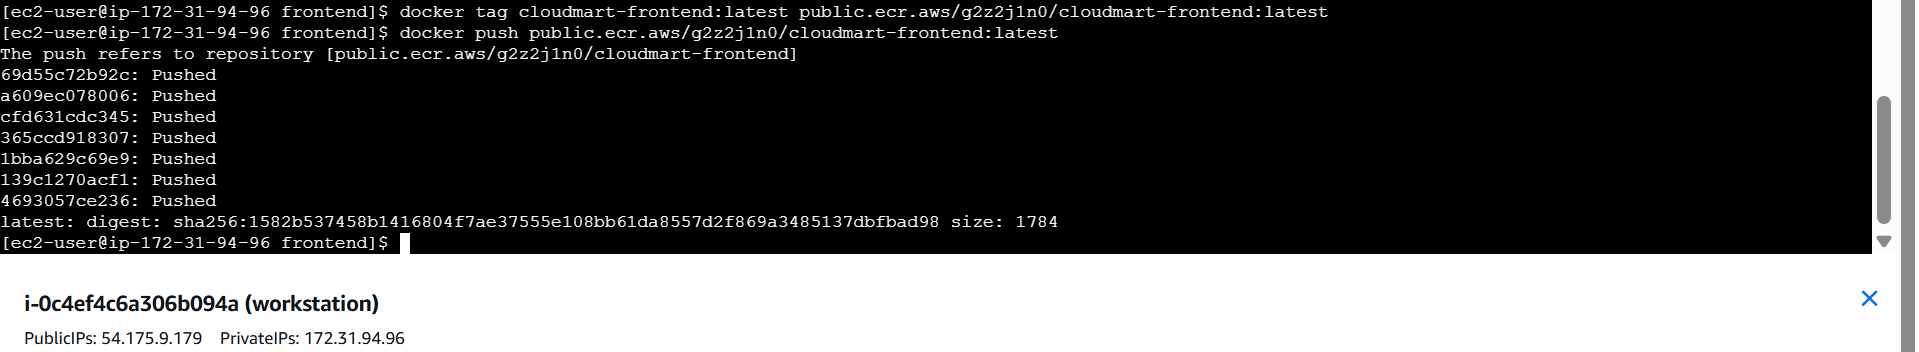 [ec2-user@ip-172-31-94-96 frontend]$ docker tag cloudmart-frontend:latest public.ecr.aws/g2z2j1n0/cloudmart-frontend:latest
[ec2-user@ip-172-31-94-96 frontend]$ docker push public.ecr.aws/g2z2j1n0/cloudmart-frontend:latest
The push refers to repository [public.ecr.aws/g2z2j1n0/cloudmart-frontend]
69d55c72b92c: Pushed
a609ec078006: Pushed
cfd631cdc345: Pushed
365ccd918307: Pushed
1bba629c69e9: Pushed
139c1270acf1: Pushed
4693057ce236: Pushed
latest: digest: sha256:1582b537458b1416804f7ae37555e108bb61da8557d2f869a3485137dbfbad98 size: 1784
[ec2-user@ip-172-31-94-96 frontend]$
i-0c4ef4c6a306b094a (workstation)
PublicIPs: 54.175.9.179 PrivateIPs: 172.31.94.96